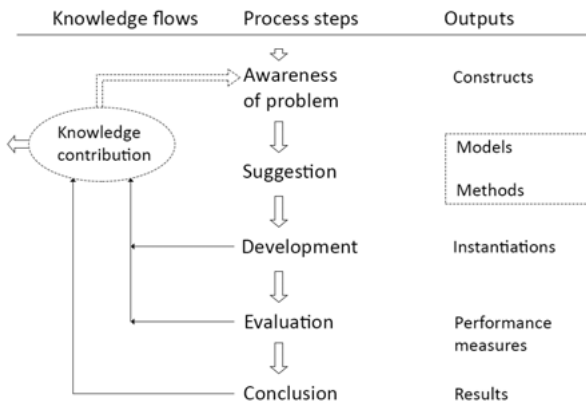 Knowledge flows Process steps Outputs
Awareness of problem Constructs
Knowledge contribution
Suggestion
Models
Methods
Development Instantiations
Evaluation Performance measures
Conclusion Results